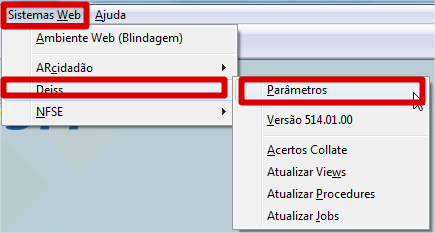 Sistemas Web Ajuda
Ambiente Web (Blindagem)
ARcidadão
Deiss
NFSE
Parâmetros
Versão 514.01.00
Acertos Collate
Atualizar Views
Atualizar Procedures
Atualizar Jobs